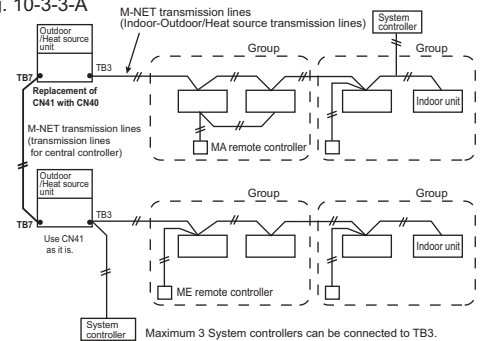 g. 10-3-3-A
M-NET transmission lines
(Indoor-Outdoor/Heat source transmission lines)
System
controller
Outdoor
/Heat source
unit
Group
Group
TB7
TB3
Replacement of
CN41 with CN40
Indoor unit
MA remote controller
M-NET transmission lines
(transmission lines
for central controller)
Outdoor
/Heat source
unit
Group
Group
TB7
TB3
Use CN41
as it is.
Indoor unit
ME remote controller
System
controller
Maximum 3 System controllers can be connected to TB3.